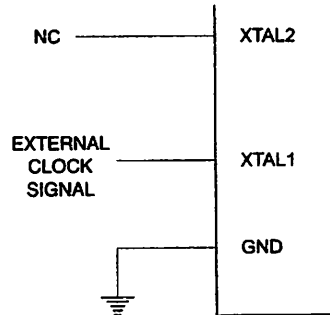 NC
XTAL2
EXTERNAL
CLOCK
SIGNAL
XTAL1
GND